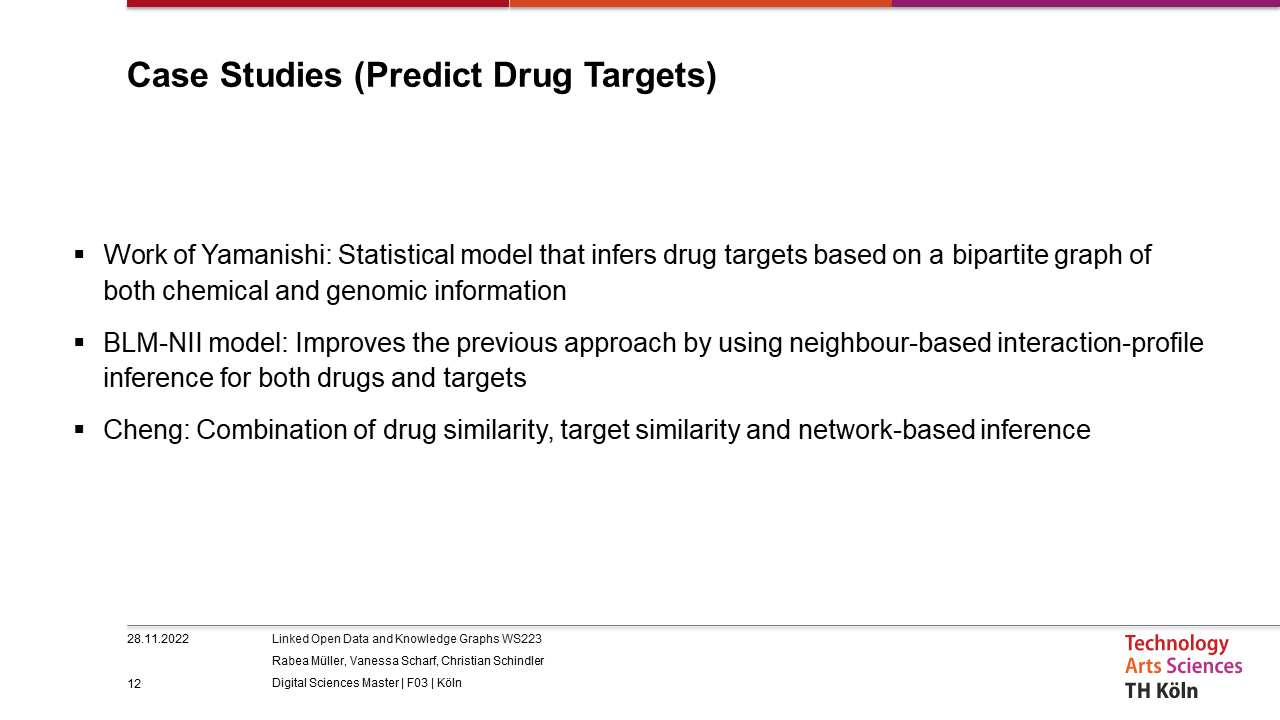 Case Studies (Predict Drug Targets)
▪ Work of Yamanishi: Statistical model that infers drug targets based on a bipartite graph of
both chemical and genomic information
▪ BLM-NII model: Improves the previous approach by using neighbour-based interaction-profile
inference for both drugs and targets
▪ Cheng: Combination of drug similarity, target similarity and network-based inference
28.11.2022
Linked Open Data and Knowledge Graphs WS223
Rabea Müller, Vanessa Scharf, Christian Schindler
12
Digital Sciences Master | F03 | Köln
Technology
Arts Sciences
TH Köln